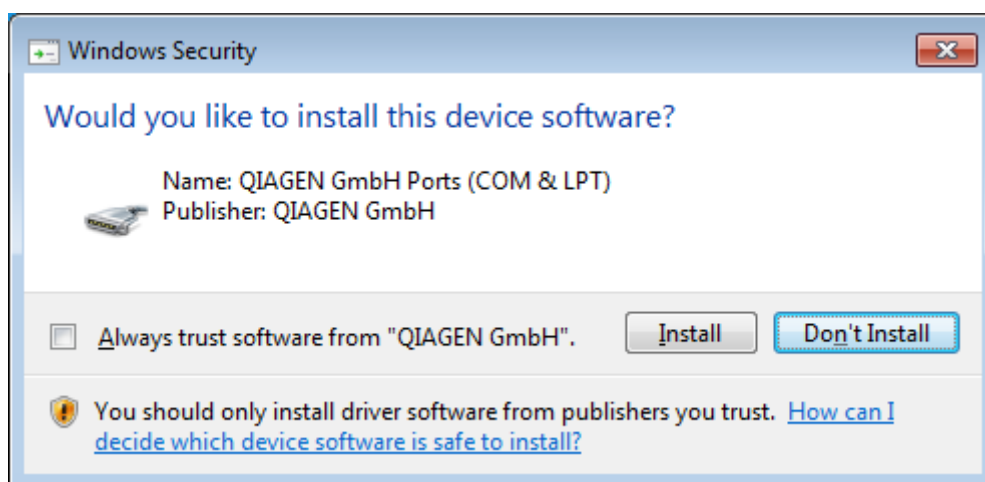 Windows Security
Would you like to install this device software?
Name: QIAGEN GmbH Ports (COM & LPT)
Publisher: QIAGEN GmbH
Always trust software from "QIAGEN GmbH".
Install
Don't Install
You should only install driver software from publishers you trust. How can I
decide which device software is safe to install?